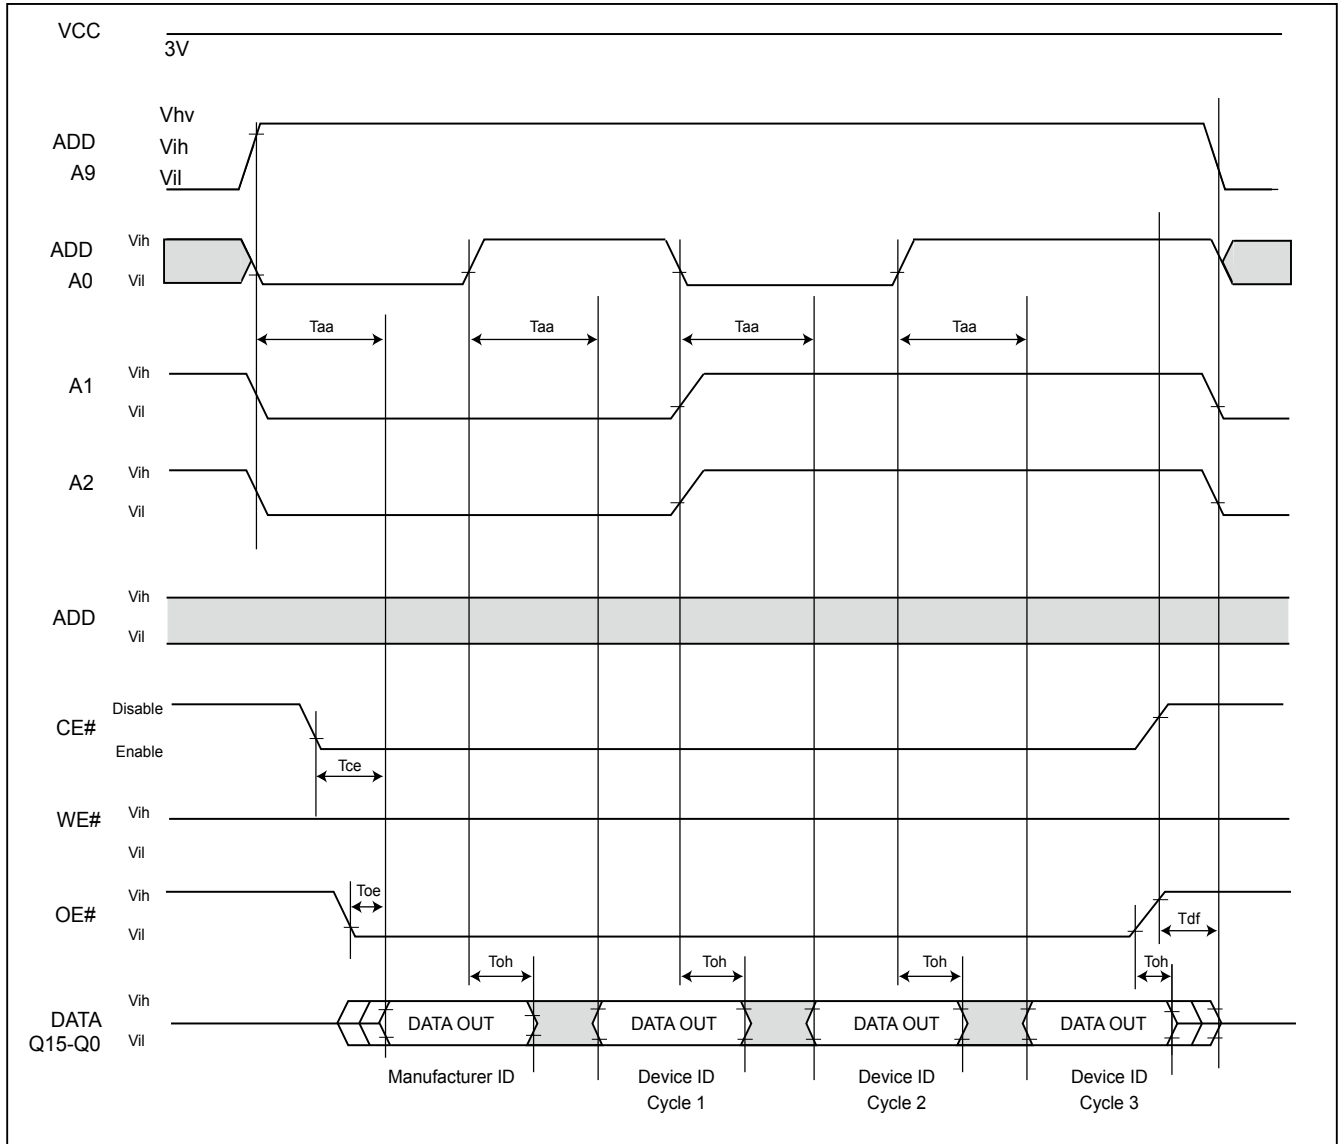 VCC
3V
ADD
A9
Vhv
Vih
Vil
ADD
A0
Vih
Vil
Taa
Taa
Taa
Taa
A1
Vih
Vil
A2
Vih
Vil
ADD
Vih
Vil
CE#
Disable
Enable
Tce
WE#
Vih
Vil
OE#
Vih
Vil
Toe
Tdf
Toh
Toh
Toh
Toh
DATA
Q15-Q0
Vih
Vil
DATA OUT
DATA OUT
DATA OUT
DATA OUT
Manufacturer ID
Device ID
Cycle 1
Device ID
Cycle 2
Device ID
Cycle 3